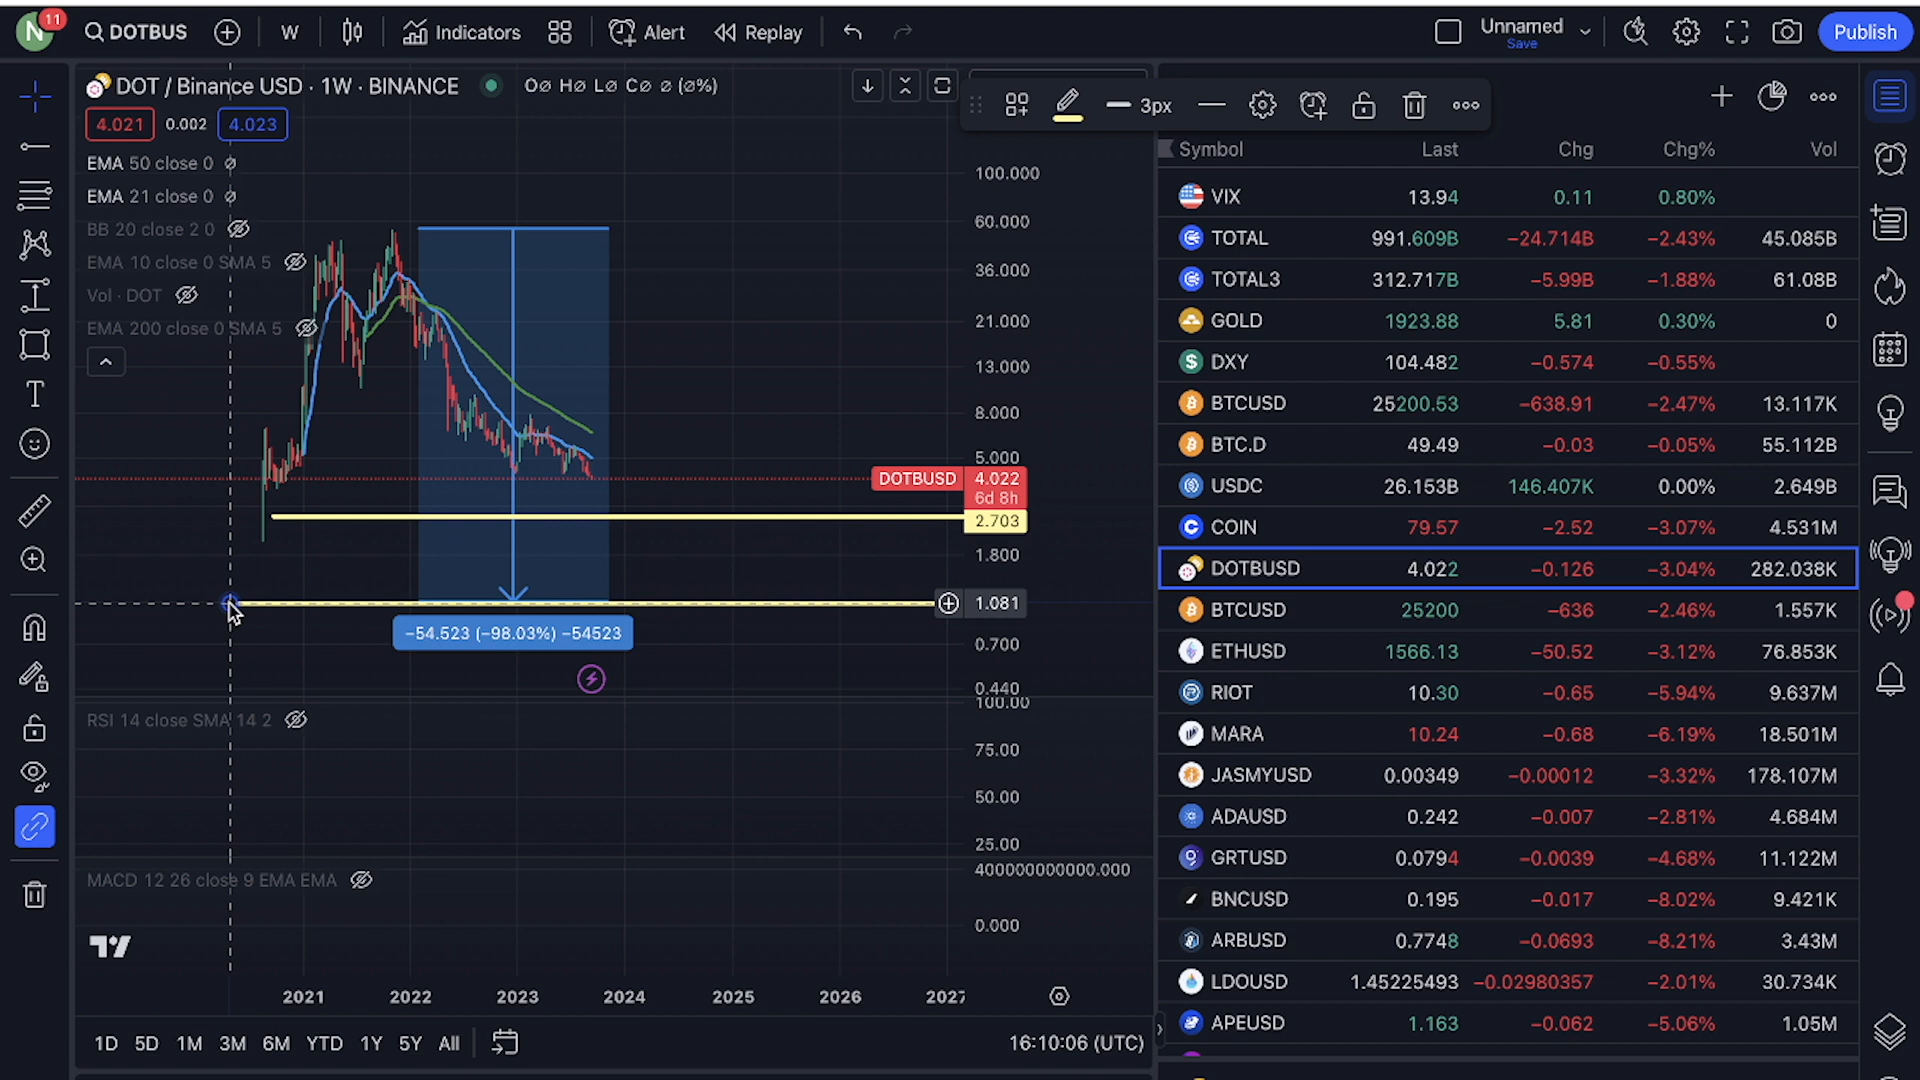 N 11 DOTBUS W Indicators Alert Replay Unnamed Save Publish
DOT / Binance USD · 1W · BINANCE OØ HØ LØ CØ Ø (Ø%)
3px
4.021 0.002 4.023
EMA 50 close 0 Ø
EMA 21 close 0 Ø
BB 20 close 2 0
EMA 10 close 0 SMA 5
Vol · DOT
EMA 200 close 0 SMA 5
100.000
60.000
36.000
21.000
13.000
8.000
5.000
DOTBUSD 4.022
6d 8h
2.703
1.800
1.081
−54.523 (−98.03%) −54523
0.700
0.440
100.00
RSI 14 close SMA 14 2
75.00
50.00
25.00
MACD 12 26 close 9 EMA EMA
400000000000.000
0.000
2021 2022 2023 2024 2025 2026 2027
1D 5D 1M 3M 6M YTD 1Y 5Y All 16:10:06 (UTC)
Symbol Last Chg Chg% Vol
VIX 13.94 0.11 0.80%
TOTAL 991.609B −24.714B −2.43% 45.085B
TOTAL3 312.717B −5.99B −1.88% 61.08B
GOLD 1923.88 5.81 0.30% 0
DXY 104.482 −0.574 −0.55%
BTCUSD 25200.53 −638.91 −2.47% 13.117K
BTC.D 49.49 −0.03 −0.05% 55.112B
USDC 26.153B 146.407K 0.00% 2.649B
COIN 79.57 −2.52 −3.07% 4.531M
DOTBUSD 4.022 −0.126 −3.04% 282.038K
BTCUSD 25200 −636 −2.46% 1.557K
ETHUSD 1566.13 −50.52 −3.12% 76.853K
RIOT 10.30 −0.65 −5.94% 9.637M
MARA 10.24 −0.68 −6.19% 18.501M
JASMYUSD 0.00349 −0.00012 −3.32% 178.107M
ADAUSD 0.242 −0.007 −2.81% 4.684M
GRTUSD 0.0794 −0.0039 −4.68% 11.122M
BNCUSD 0.195 −0.017 −8.02% 9.421K
ARBUSD 0.7748 −0.0693 −8.21% 3.43M
LDOUSD 1.45225493 −0.02980357 −2.01% 30.734K
APEUSD 1.163 −0.062 −5.06% 1.05M